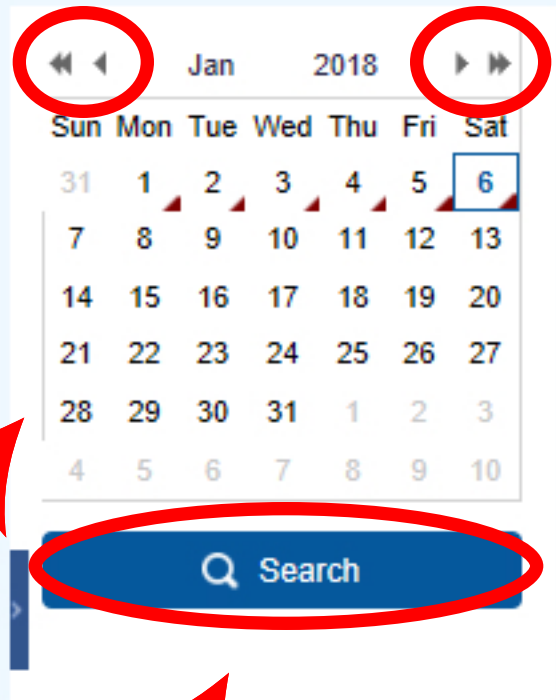 Jan 2018
Sun Mon Tue Wed Thu Fri Sat
31 1 2 3 4 5 6
7 8 9 10 11 12 13
14 15 16 17 18 19 20
21 22 23 24 25 26 27
28 29 30 31 1 2 3
4 5 6 7 8 9 10
Search